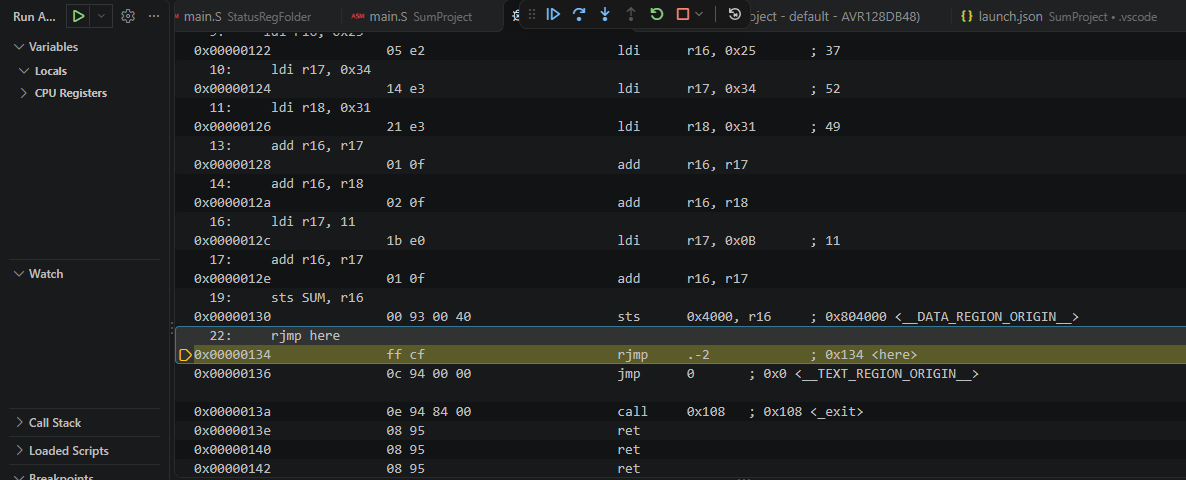 Run A...
main.S StatusRegFolder
ASM main.S SumProject
oject - default - AVR128DB48)
{} launch.json SumProject • .vscode
Variables
Locals
CPU Registers
Watch
Call Stack
Loaded Scripts
Breakpoints
0x00000122 05 e2 ldi r16, 0x25 ; 37
10: ldi r17, 0x34
0x00000124 14 e3 ldi r17, 0x34 ; 52
11: ldi r18, 0x31
0x00000126 21 e3 ldi r18, 0x31 ; 49
13: add r16, r17
0x00000128 01 0f add r16, r17
14: add r16, r18
0x0000012a 02 0f add r16, r18
16: ldi r17, 11
0x0000012c 1b e0 ldi r17, 0x0B ; 11
17: add r16, r17
0x0000012e 01 0f add r16, r17
19: sts SUM, r16
0x00000130 00 93 00 40 sts 0x4000, r16 ; 0x804000 <__DATA_REGION_ORIGIN__>
22: rjmp here
0x00000134 ff cf rjmp .-2 ; 0x134 <here>
0x00000136 0c 94 00 00 jmp 0 ; 0x0 <__TEXT_REGION_ORIGIN__>
0x0000013a 0e 94 84 00 call 0x108 ; 0x108 <_exit>
0x0000013e 08 95 ret
0x00000140 08 95 ret
0x00000142 08 95 ret